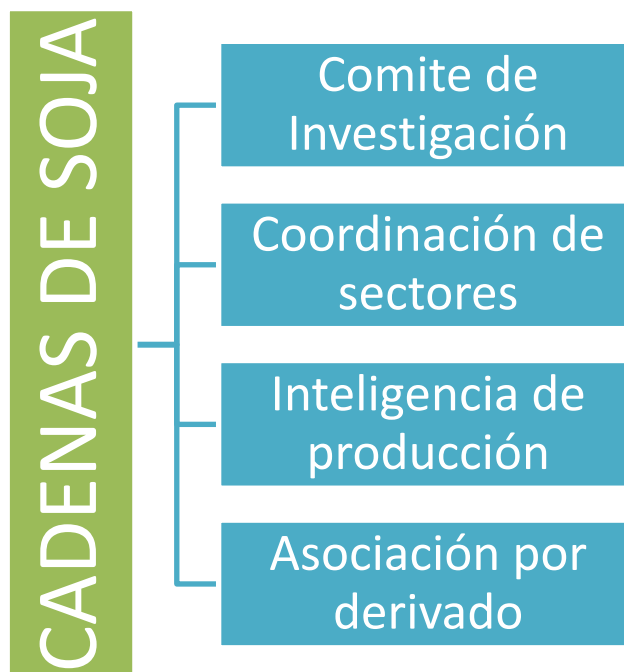 CADENAS DE SOJA
Comite de
Investigación
Coordinación de
sectores
Inteligencia de
producción
Asociación por
derivado